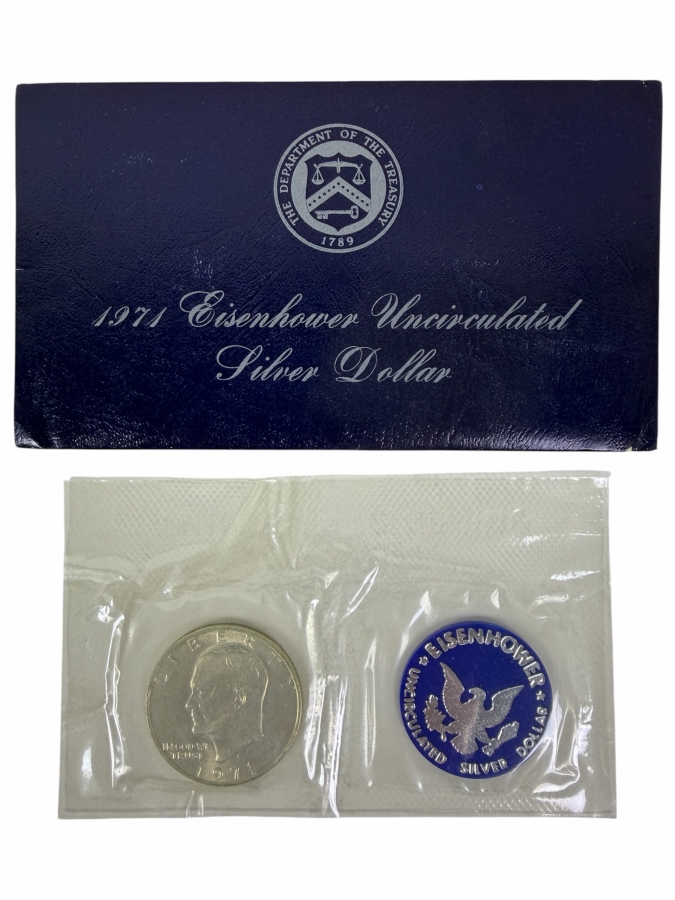 THE DEPARTMENT OF THE TREASURY
1789
1971 Eisenhower Uncirculated
Silver Dollar
LIBERTY
IN GOD WE
TRUST
1971
EISENHOWER
UNCIRCULATED SILVER DOLLAR